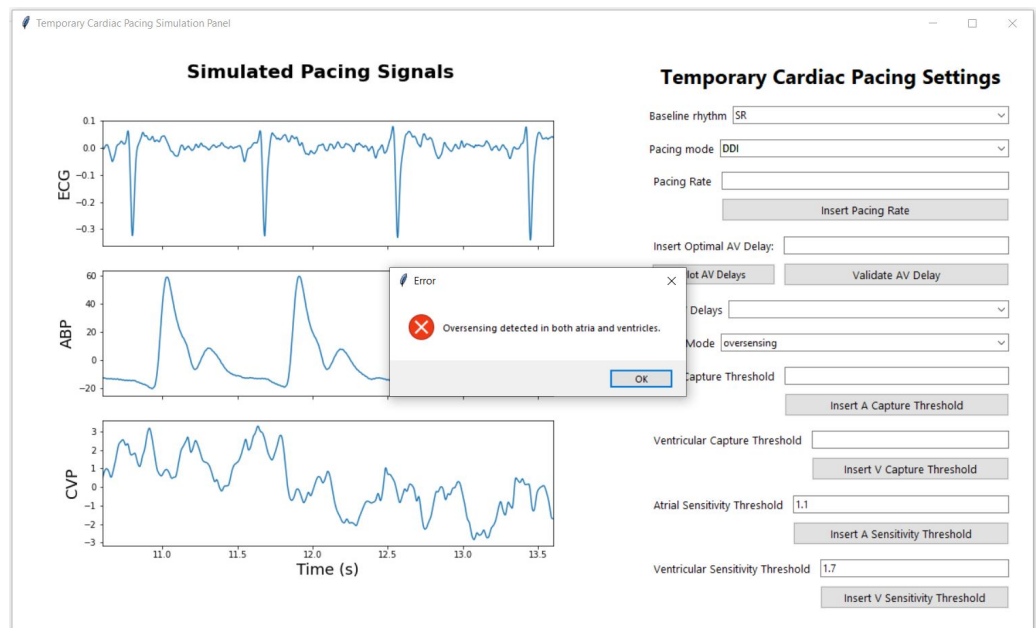 Temporary Cardiac Pacing Simulation Panel
Simulated Pacing Signals
ECG
0.1
0.0
−0.1
−0.2
−0.3
ABP
60
40
20
0
−20
CVP
3
2
1
0
−1
−2
−3
11.0 11.5 12.0 12.5 13.0 13.5
Time (s)
Temporary Cardiac Pacing Settings
Baseline rhythm SR
Pacing mode DDI
Pacing Rate
Insert Pacing Rate
Insert Optimal AV Delay:
lot AV Delays Validate AV Delay
Delays
Mode oversensing
Capture Threshold
Insert A Capture Threshold
Ventricular Capture Threshold
Insert V Capture Threshold
Atrial Sensitivity Threshold 1.1
Insert A Sensitivity Threshold
Ventricular Sensitivity Threshold 1.7
Insert V Sensitivity Threshold
Error
Oversensing detected in both atria and ventricles.
OK